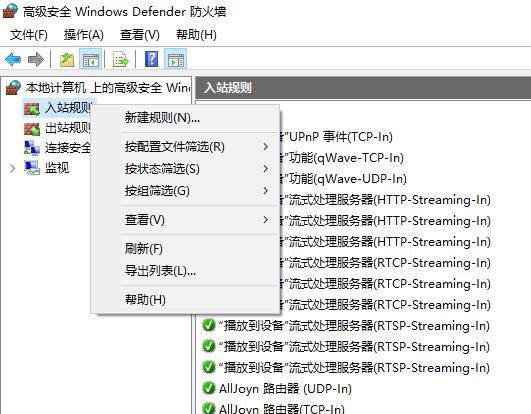 高级安全 Windows Defender 防火墙
文件(F) 操作(A) 查看(V) 帮助(H)
本地计算机 上的高级安全 Win
入站规则
出站规则
连接安全
监视
新建规则(N)...
按配置文件筛选(R)
按状态筛选(S)
按组筛选(G)
查看(V)
刷新(F)
导出列表(L)...
帮助(H)
入站规则
备”UPnP 事件(TCP-In)
备”功能(qWave-TCP-In)
备”功能(qWave-UDP-In)
备”流式处理服务器(HTTP-Streaming-In)
备”流式处理服务器(HTTP-Streaming-In)
备”流式处理服务器(HTTP-Streaming-In)
备”流式处理服务器(RTCP-Streaming-In)
备”流式处理服务器(RTCP-Streaming-In)
备”流式处理服务器(RTCP-Streaming-In)
“播放到设备”流式处理服务器(RTSP-Streaming-In)
“播放到设备”流式处理服务器(RTSP-Streaming-In)
“播放到设备”流式处理服务器(RTSP-Streaming-In)
AllJoyn 路由器 (UDP-In)
AllJoyn 路由器(TCP-In)